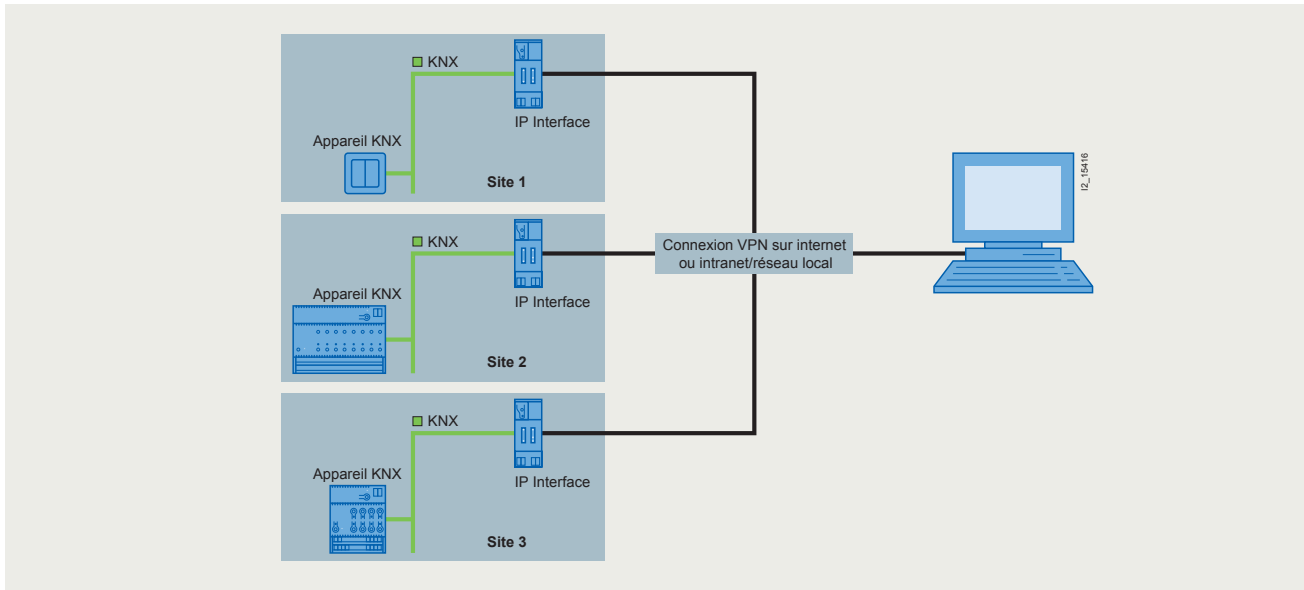 KNX
IP Interface
Appareil KNX
Site 1
KNX
IP Interface
Appareil KNX
Site 2
KNX
IP Interface
Appareil KNX
Site 3
Connexion VPN sur internet
ou intranet/réseau local
I2_15416